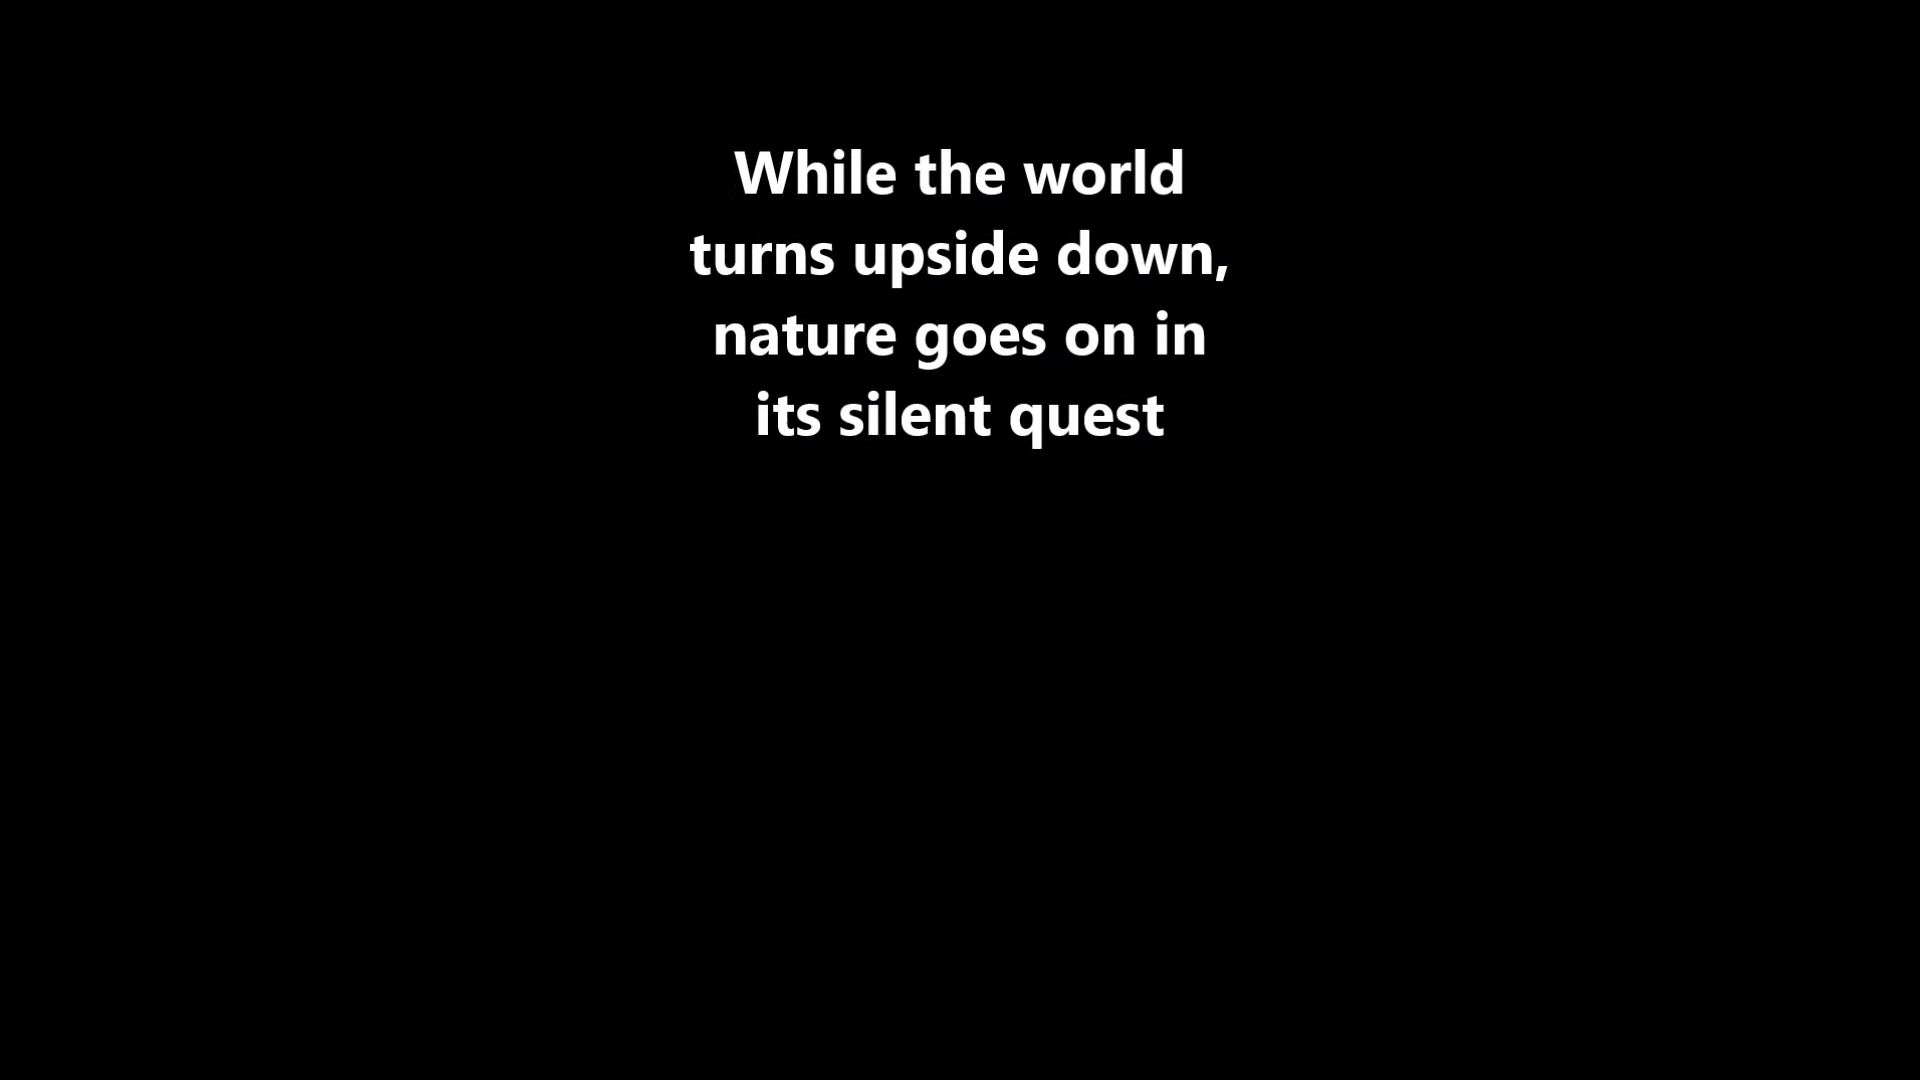 While the world
turns upside down,
nature goes on in
its silent quest